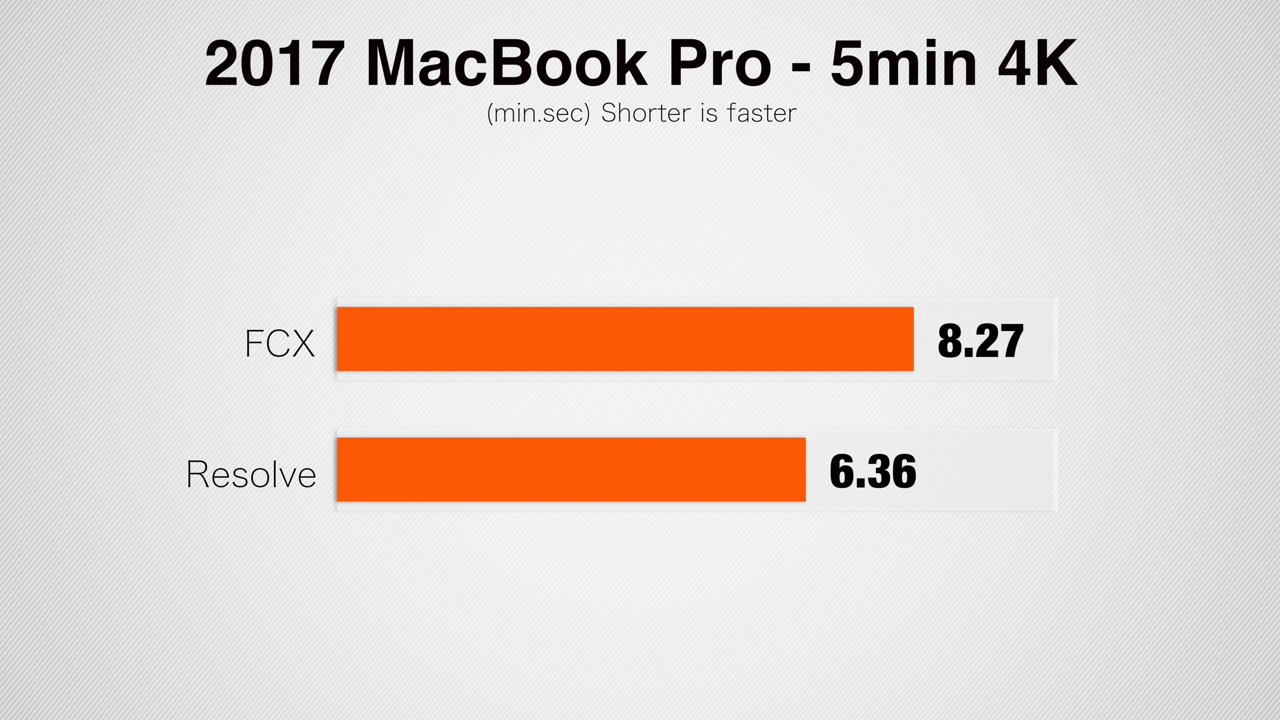 2017 MacBook Pro - 5min 4K
(min.sec) Shorter is faster
FCX 8.27
Resolve 6.36